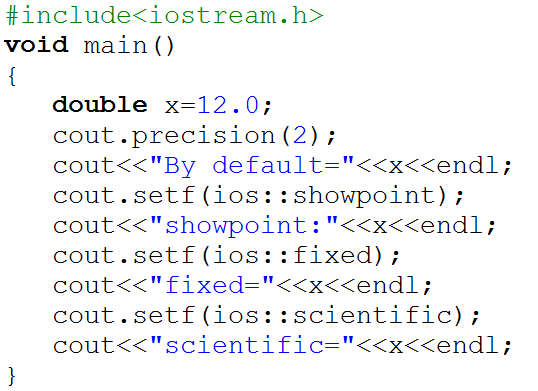 #include<iostream.h>
void main()
{
   double x=12.0;
   cout.precision(2);
   cout<<"By default="<<x<<endl;
   cout.setf(ios::showpoint);
   cout<<"showpoint:"<<x<<endl;
   cout.setf(ios::fixed);
   cout<<"fixed="<<x<<endl;
   cout.setf(ios::scientific);
   cout<<"scientific="<<x<<endl;
}